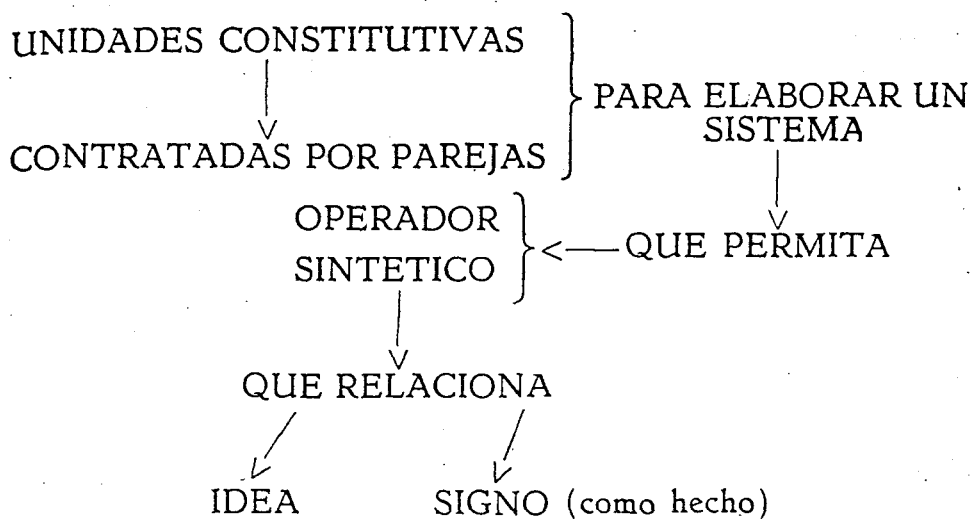 UNIDADES CONSTITUTIVAS
CONTRATADAS POR PAREJAS
PARA ELABORAR UN
SISTEMA
QUE PERMITA
OPERADOR
SINTETICO
QUE RELACIONA
IDEA
SIGNO (como hecho)